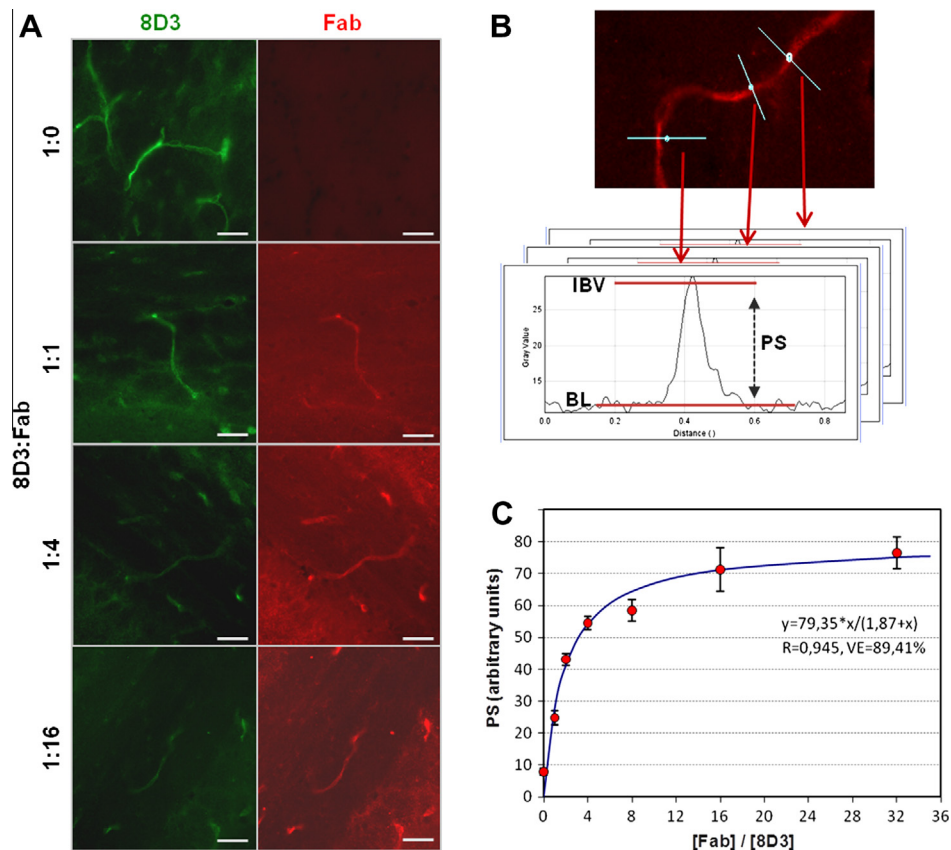 A
8D3
Fab
8D3:Fab
1:0
1:1
1:4
1:16
B
IBV
PS
BL
Gray Value
25
20
15
0.0 0.2 0.4 0.6 0.8
Distance ( )
C
PS (arbitrary units)
80
70
60
50
40
30
20
10
0
y=79,35*x/(1,87+x)
R=0,945, VE=89,41%
0 4 8 12 16 20 24 28 32 36
[Fab] / [8D3]